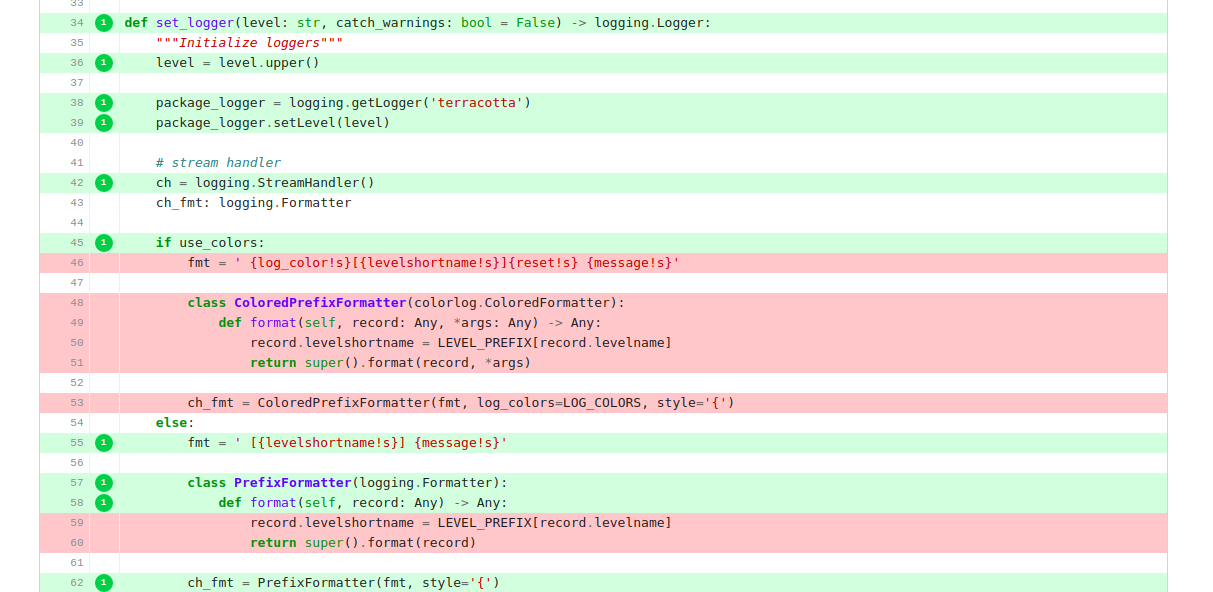 33
34 1 def set_logger(level: str, catch_warnings: bool = False) -> logging.Logger:
35 """Initialize loggers"""
36 1 level = level.upper()
37
38 1 package_logger = logging.getLogger('terracotta')
39 1 package_logger.setLevel(level)
40
41 # stream handler
42 1 ch = logging.StreamHandler()
43 ch_fmt: logging.Formatter
44
45 1 if use_colors:
46 fmt = ' {log_color!s}[{levelshortname!s}]{reset!s} {message!s}'
47
48 class ColoredPrefixFormatter(colorlog.ColoredFormatter):
49 def format(self, record: Any, *args: Any) -> Any:
50 record.levelshortname = LEVEL_PREFIX[record.levelname]
51 return super().format(record, *args)
52
53 ch_fmt = ColoredPrefixFormatter(fmt, log_colors=LOG_COLORS, style='{')
54 else:
55 1 fmt = ' [{levelshortname!s}] {message!s}'
56
57 1 class PrefixFormatter(logging.Formatter):
58 1 def format(self, record: Any) -> Any:
59 record.levelshortname = LEVEL_PREFIX[record.levelname]
60 return super().format(record)
61
62 1 ch_fmt = PrefixFormatter(fmt, style='{')